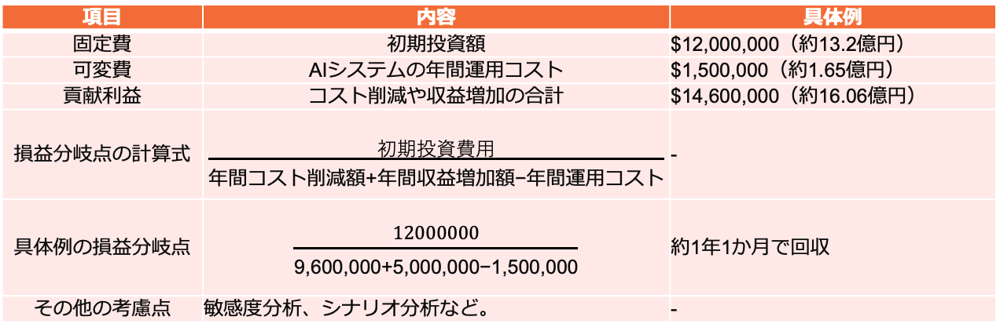 項目 内容 具体例
固定費 初期投資額 $12,000,000（約13.2億円）
可変費 AIシステムの年間運用コスト $1,500,000（約1.65億円）
貢献利益 コスト削減や収益増加の合計 $14,600,000（約16.06億円）
初期投資費用
損益分岐点の計算式 -
年間コスト削減額+年間収益増加額−年間運用コスト
12000000
具体例の損益分岐点 約1年1か月で回収
9,600,000+5,000,000−1,500,000
その他の考慮点 敏感度分析、シナリオ分析など。 -